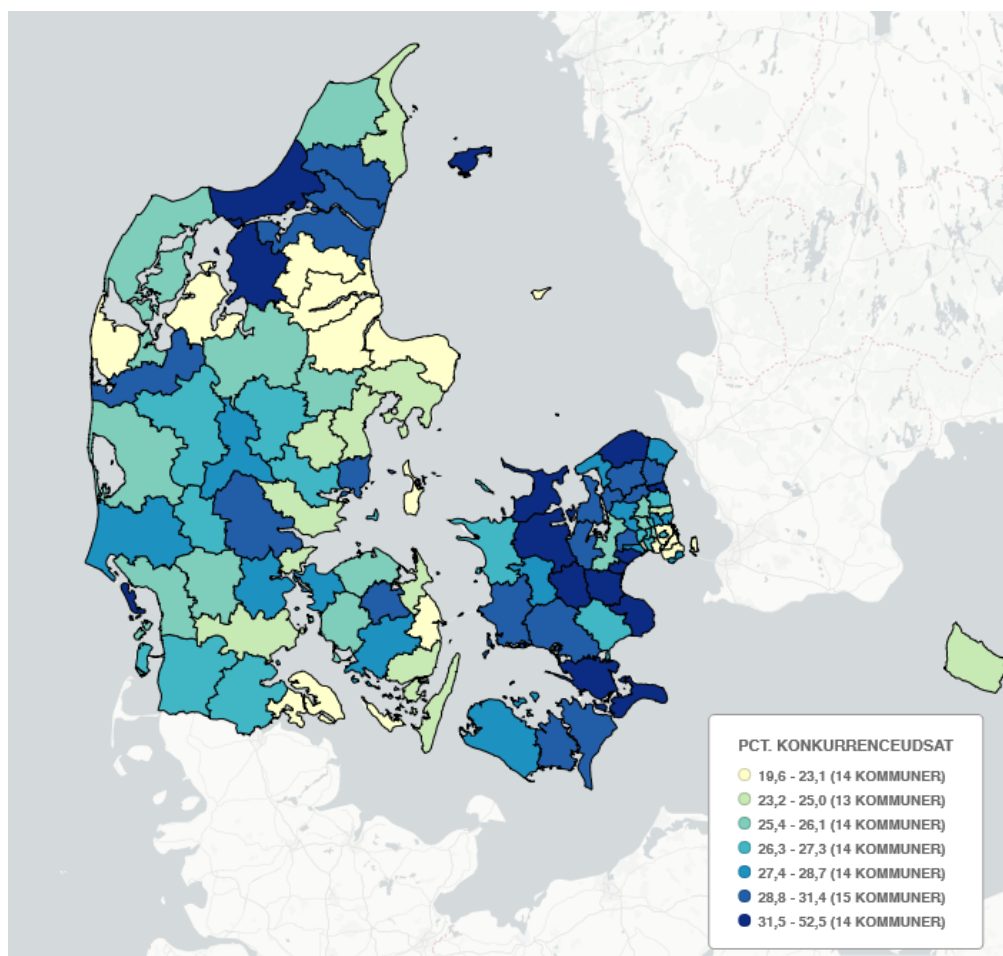 PCT. KONKURRENCEUDSAT
19,6 - 23,1 (14 KOMMUNER)
23,2 - 25,0 (13 KOMMUNER)
25,4 - 26,1 (14 KOMMUNER)
26,3 - 27,3 (14 KOMMUNER)
27,4 - 28,7 (14 KOMMUNER)
28,8 - 31,4 (15 KOMMUNER)
31,5 - 52,5 (14 KOMMUNER)